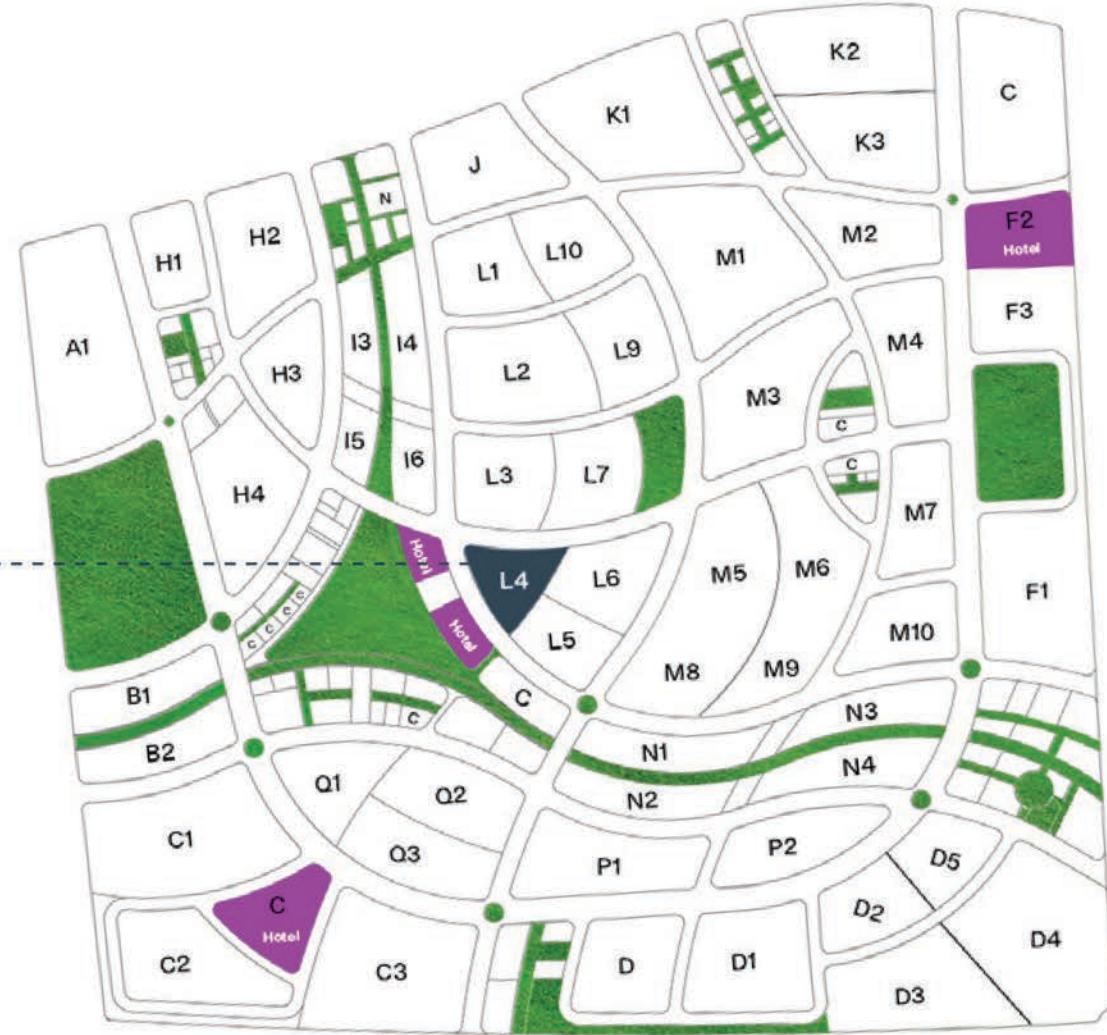 K2
C
K1
K3
J
N
F2
Hotel
H2
H1
M2
L10
L1
M1
F3
A1
I3
I4
M4
L9
L2
H3
M3
C
I5
I6
C
L3
L7
H4
M7
Hotel
L4
L6
M5
M6
F1
C
C
C
C
Hotel
L5
M10
M8
M9
B1
C
C
N3
B2
N1
N4
Q1
Q2
N2
C1
Q3
P1
P2
D5
C
Hotel
D2
C2
C3
D
D1
D4
D3